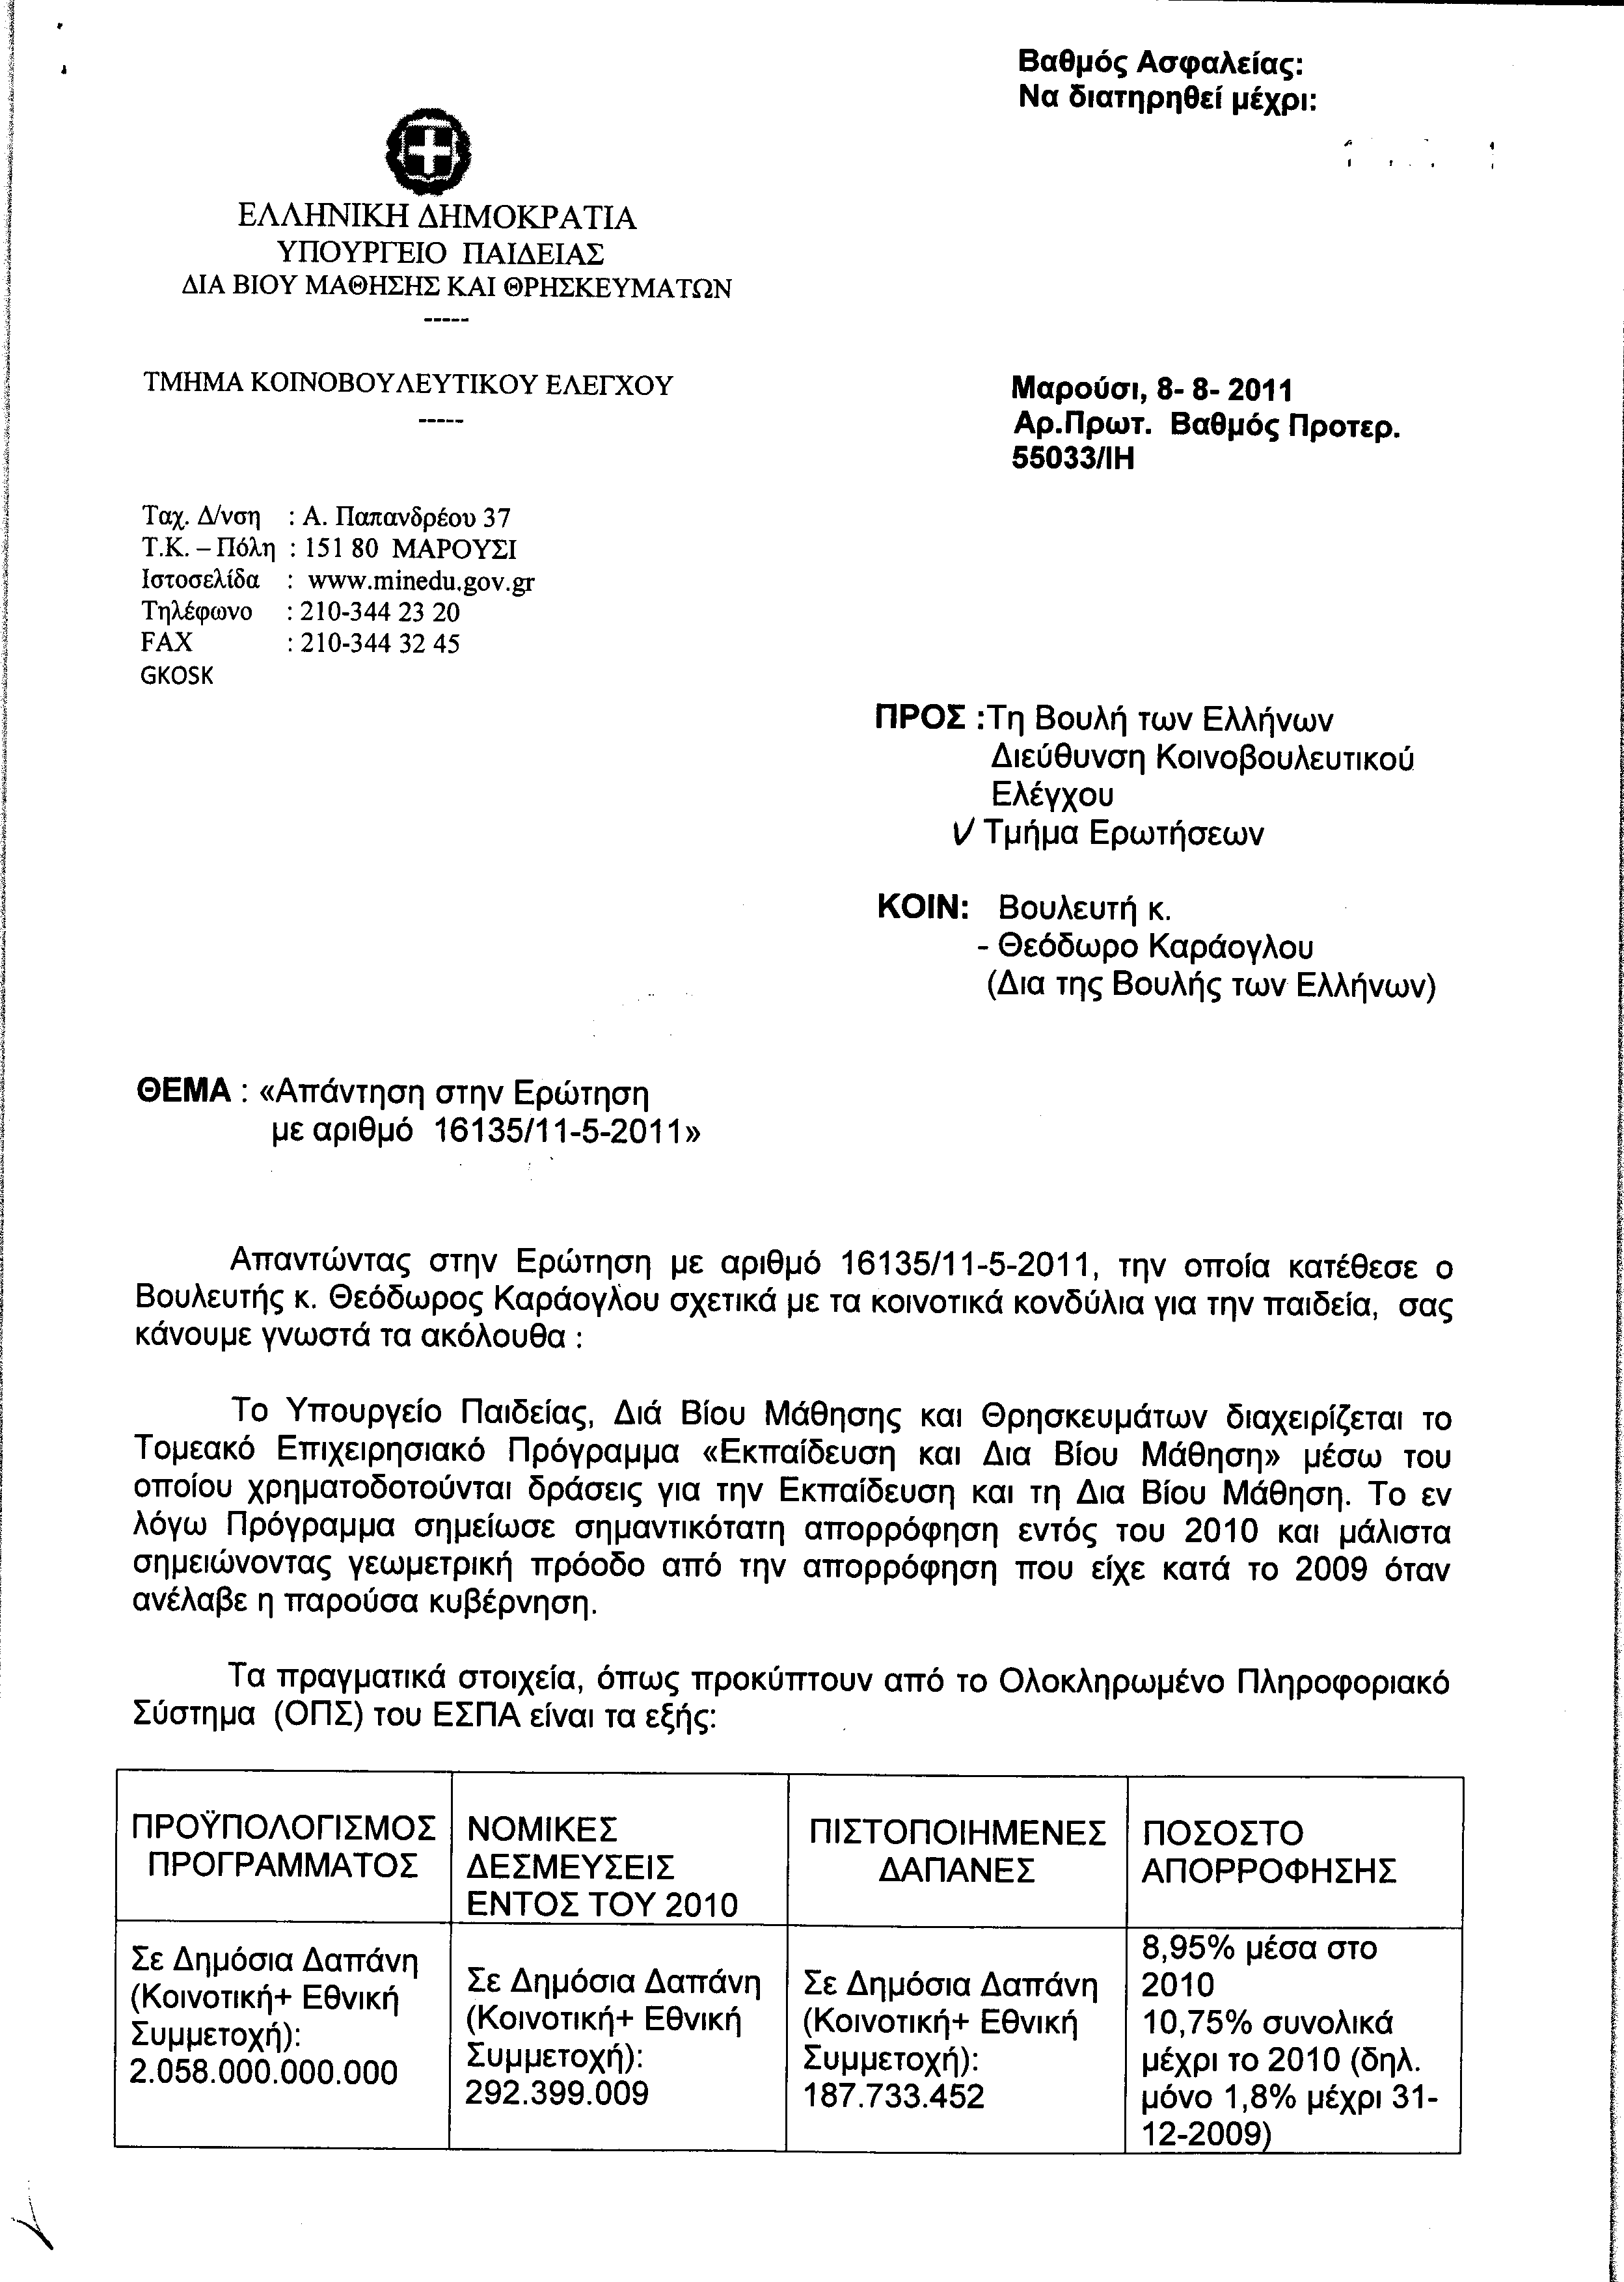 Βαθμός Ασφαλείας:
Να διατηρηθεί μέχρι:
ΕΛΛΗΝΙΚΗ ΔΗΜΟΚΡΑΤΙΑ
ΥΠΟΥΡΓΕΙΟ ΠΑΙΔΕΙΑΣ
ΔΙΑ ΒΙΟΥ ΜΑΘΗΣΗΣ ΚΑΙ ΘΡΗΣΚΕΥΜΑΤΩΝ
-----
ΤΜΗΜΑ ΚΟΙΝΟΒΟΥΛΕΥΤΙΚΟΥ ΕΛΕΓΧΟΥ
-----
Μαρούσι, 8- 8- 2011
Αρ.Πρωτ. Βαθμός Προτερ.
55033/ΙΗ
Ταχ. Δ/νση : Α. Παπανδρέου 37
Τ.Κ. – Πόλη : 151 80 ΜΑΡΟΥΣΙ
Ιστοσελίδα : www.minedu.gov.gr
Τηλέφωνο : 210-344 23 20
FAX : 210-344 32 45
GKOSK
ΠΡΟΣ :Τη Βουλή των Ελλήνων
Διεύθυνση Κοινοβουλευτικού
Ελέγχου
Τμήμα Ερωτήσεων
ΚΟΙΝ: Βουλευτή κ.
- Θεόδωρο Καράογλου
(Δια της Βουλής των Ελλήνων)
ΘΕΜΑ : «Απάντηση στην Ερώτηση
με αριθμό 16135/11-5-2011»
Απαντώντας στην Ερώτηση με αριθμό 16135/11-5-2011, την οποία κατέθεσε ο
Βουλευτής κ. Θεόδωρος Καράογλου σχετικά με τα κοινοτικά κονδύλια για την παιδεία, σας
κάνουμε γνωστά τα ακόλουθα :
Το Υπουργείο Παιδείας, Διά Βίου Μάθησης και Θρησκευμάτων διαχειρίζεται το
Τομεακό Επιχειρησιακό Πρόγραμμα «Εκπαίδευση και Δια Βίου Μάθηση» μέσω του
οποίου χρηματοδοτούνται δράσεις για την Εκπαίδευση και τη Δια Βίου Μάθηση. Το εν
λόγω Πρόγραμμα σημείωσε σημαντικότατη απορρόφηση εντός του 2010 και μάλιστα
σημειώνοντας γεωμετρική πρόοδο από την απορρόφηση που είχε κατά το 2009 όταν
ανέλαβε η παρούσα κυβέρνηση.
Τα πραγματικά στοιχεία, όπως προκύπτουν από το Ολοκληρωμένο Πληροφοριακό
Σύστημα (ΟΠΣ) του ΕΣΠΑ είναι τα εξής:
ΠΡΟΫΠΟΛΟΓΙΣΜΟΣ
ΠΡΟΓΡΑΜΜΑΤΟΣ
ΝΟΜΙΚΕΣ
ΔΕΣΜΕΥΣΕΙΣ
ΕΝΤΟΣ ΤΟΥ 2010
ΠΙΣΤΟΠΟΙΗΜΕΝΕΣ
ΔΑΠΑΝΕΣ
ΠΟΣΟΣΤΟ
ΑΠΟΡΡΟΦΗΣΗΣ
Σε Δημόσια Δαπάνη
(Κοινοτική+ Εθνική
Συμμετοχή):
2.058.000.000.000
Σε Δημόσια Δαπάνη
(Κοινοτική+ Εθνική
Συμμετοχή):
292.399.009
Σε Δημόσια Δαπάνη
(Κοινοτική+ Εθνική
Συμμετοχή):
187.733.452
8,95% μέσα στο
2010
10,75% συνολικά
μέχρι το 2010 (δηλ.
μόνο 1,8% μέχρι 31-
12-2009)